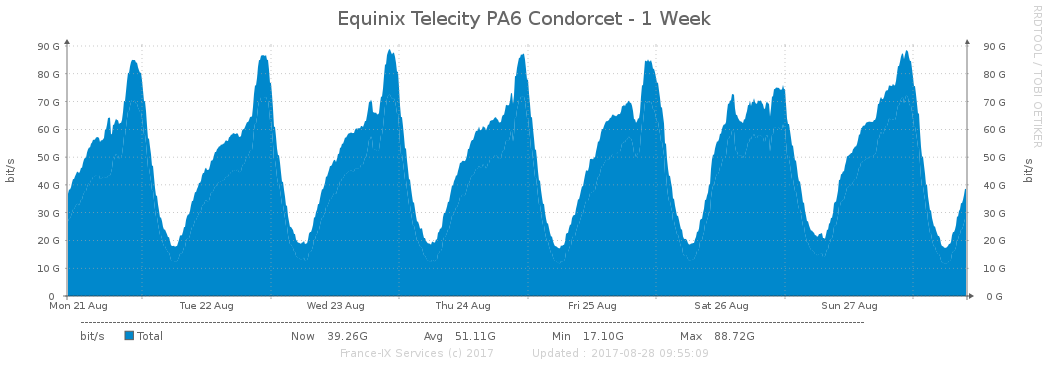 Equinix Telecity PA6 Condorcet - 1 Week
RRDTOOL / TOBI OETIKER
90 G 90 G
80 G 80 G
70 G 70 G
60 G 60 G
50 G 50 G
40 G 40 G
30 G 30 G
20 G 20 G
10 G 10 G
0 0 G
bit/s
bit/s
Mon 21 Aug Tue 22 Aug Wed 23 Aug Thu 24 Aug Fri 25 Aug Sat 26 Aug Sun 27 Aug
bit/s Total Now 39.26G Avg 51.11G Min 17.10G Max 88.72G
France-IX Services (c) 2017 Updated : 2017-08-28 09:55:09